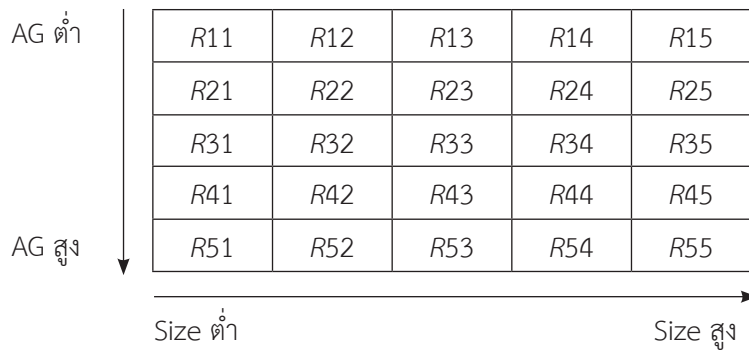 AG ต่ำ R11 R12 R13 R14 R15
R21 R22 R23 R24 R25
R31 R32 R33 R34 R35
R41 R42 R43 R44 R45
AG สูง R51 R52 R53 R54 R55
Size ต่ำ Size สูง